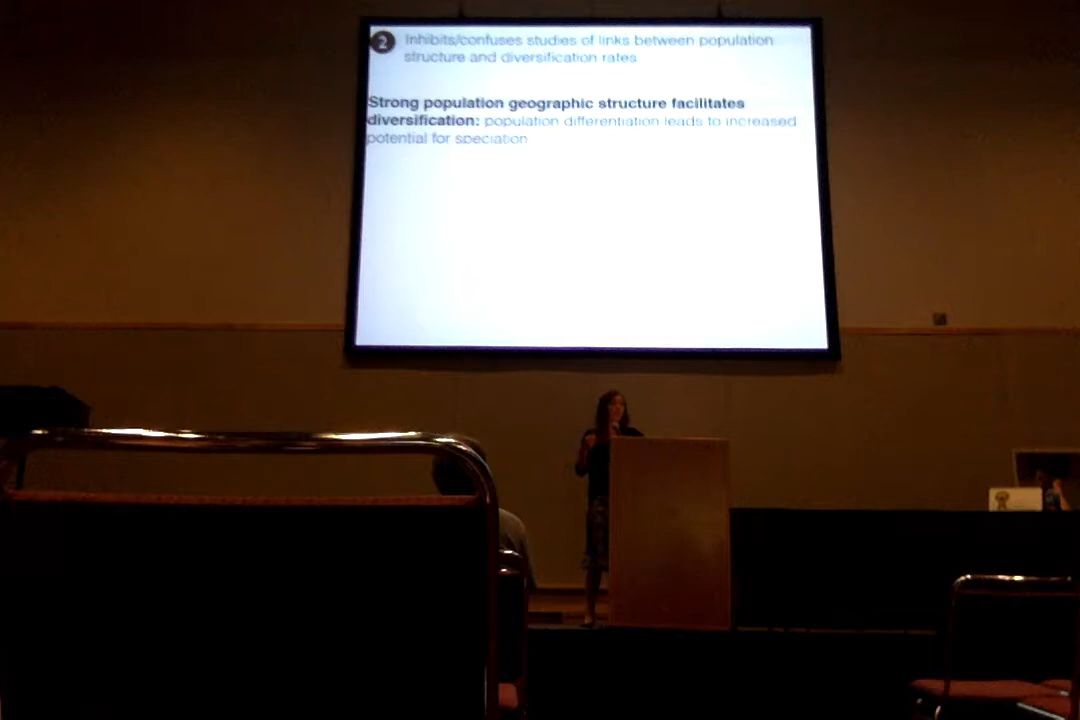 2 Inhibits/confuses studies of links between population
structure and diversification rates
Strong population geographic structure facilitates
diversification: population differentiation leads to increased
potential for speciation